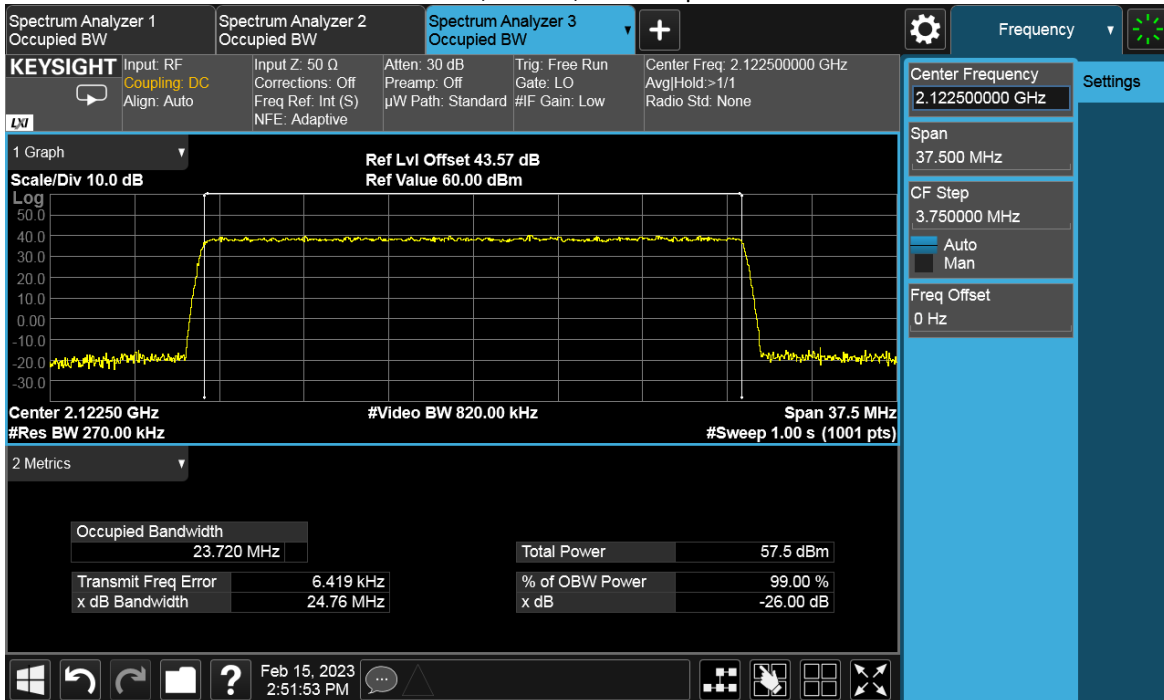 Spectrum Analyzer 1
Occupied BW
Spectrum Analyzer 2
Occupied BW
Spectrum Analyzer 3
Occupied BW
Frequency
KEYSIGHT
LXI
Input: RF
Coupling: DC
Align: Auto
Input Z: 50 Ω
Corrections: Off
Freq Ref: Int (S)
NFE: Adaptive
Atten: 30 dB
Preamp: Off
µW Path: Standard
Trig: Free Run
Gate: LO
#IF Gain: Low
Center Freq: 2.122500000 GHz
Avg|Hold:>1/1
Radio Std: None
Center Frequency
2.122500000 GHz
Settings
Span
37.500 MHz
CF Step
3.750000 MHz
Auto
Man
Freq Offset
0 Hz
1 Graph
Scale/Div 10.0 dB
Ref Lvl Offset 43.57 dB
Ref Value 60.00 dBm
Log
50.0
40.0
30.0
20.0
10.0
0.00
-10.0
-20.0
-30.0
Center 2.12250 GHz
#Video BW 820.00 kHz
Span 37.5 MHz
#Res BW 270.00 kHz
#Sweep 1.00 s (1001 pts)
2 Metrics
Occupied Bandwidth
23.720 MHz
Total Power 57.5 dBm
Transmit Freq Error 6.419 kHz
% of OBW Power 99.00 %
x dB Bandwidth 24.76 MHz
x dB -26.00 dB
?
Feb 15, 2023
2:51:53 PM